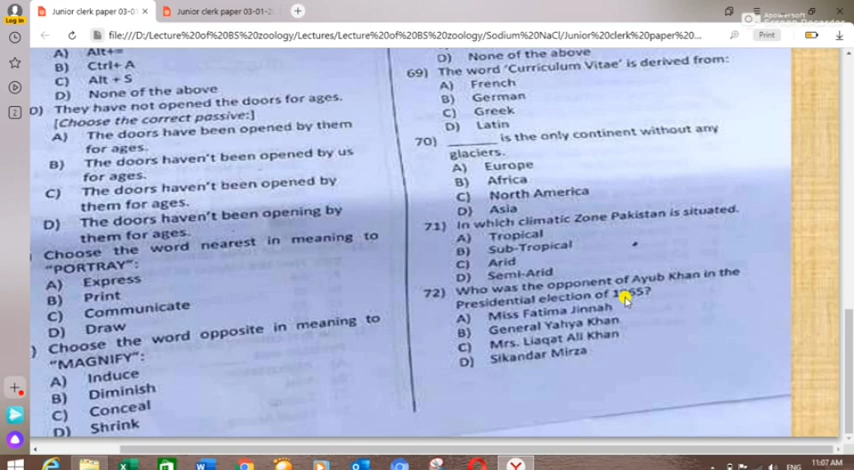 Log in
Junior clerk paper 03-01
Junior clerk paper 03-01-2
file:///D:/Lecture%20of%20BS%20zoology/Lectures/Lecture%20of%20BS%20zoology/Sodium%20NaCl/Junior%20clerk%20paper%20...
Print
Apowersoft
Screen Recorder
A) Alt+=
B) Ctrl+ A
C) Alt + S
D) None of the above
0) They have not opened the doors for ages.
[Choose the correct passive:]
A) The doors have been opened by them
for ages.
B) The doors haven't been opened by us
for ages.
C) The doors haven't been opened by
them for ages.
D) The doors haven't been opening by
them for ages.
Choose the word nearest in meaning to
"PORTRAY":
A) Express
B) Print
C) Communicate
D) Draw
) Choose the word opposite in meaning to
"MAGNIFY":
A) Induce
B) Diminish
C) Conceal
D) Shrink
D) None of the above
69) The word 'Curriculum Vitae' is derived from:
A) French
B) German
C) Greek
D) Latin
70) ______ is the only continent without any
glaciers.
A) Europe
B) Africa
C) North America
D) Asia
71) In which climatic Zone Pakistan is situated.
A) Tropical
B) Sub-Tropical
C) Arid
D) Semi-Arid
72) Who was the opponent of Ayub Khan in the
Presidential election of 1965?
A) Miss Fatima Jinnah
B) General Yahya Khan
C) Mrs. Liaqat Ali Khan
D) Sikandar Mirza
ENG
11:07 AM